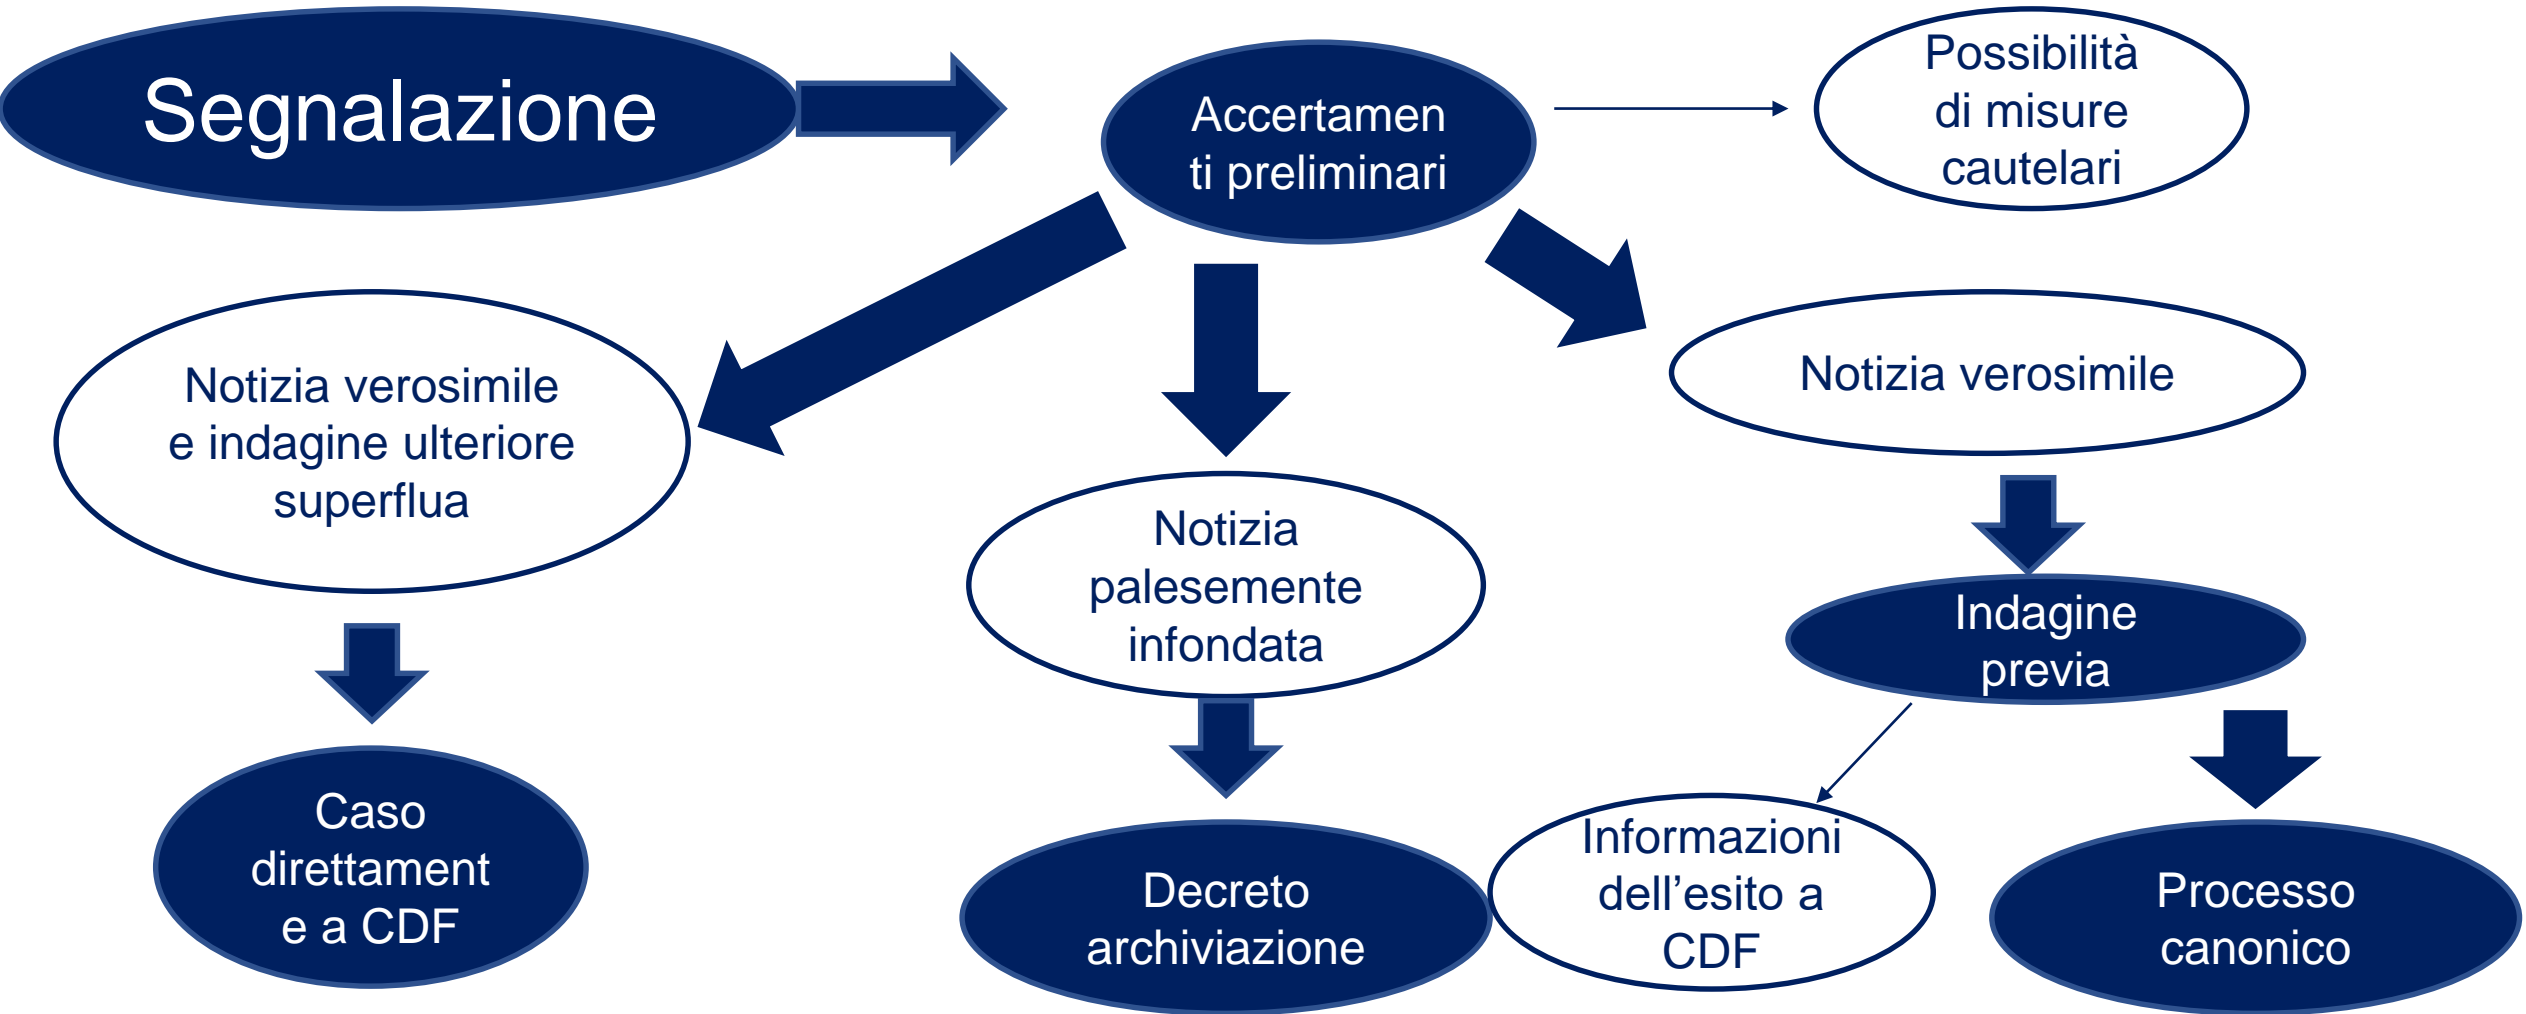 Segnalazione
Accertamen
ti preliminari
Possibilità
di misure
cautelari
Notizia verosimile
e indagine ulteriore
superflua
Notizia
palesemente
infondata
Notizia verosimile
Indagine
previa
Caso
direttament
e a CDF
Decreto
archiviazione
Informazioni
dell’esito a
CDF
Processo
canonico